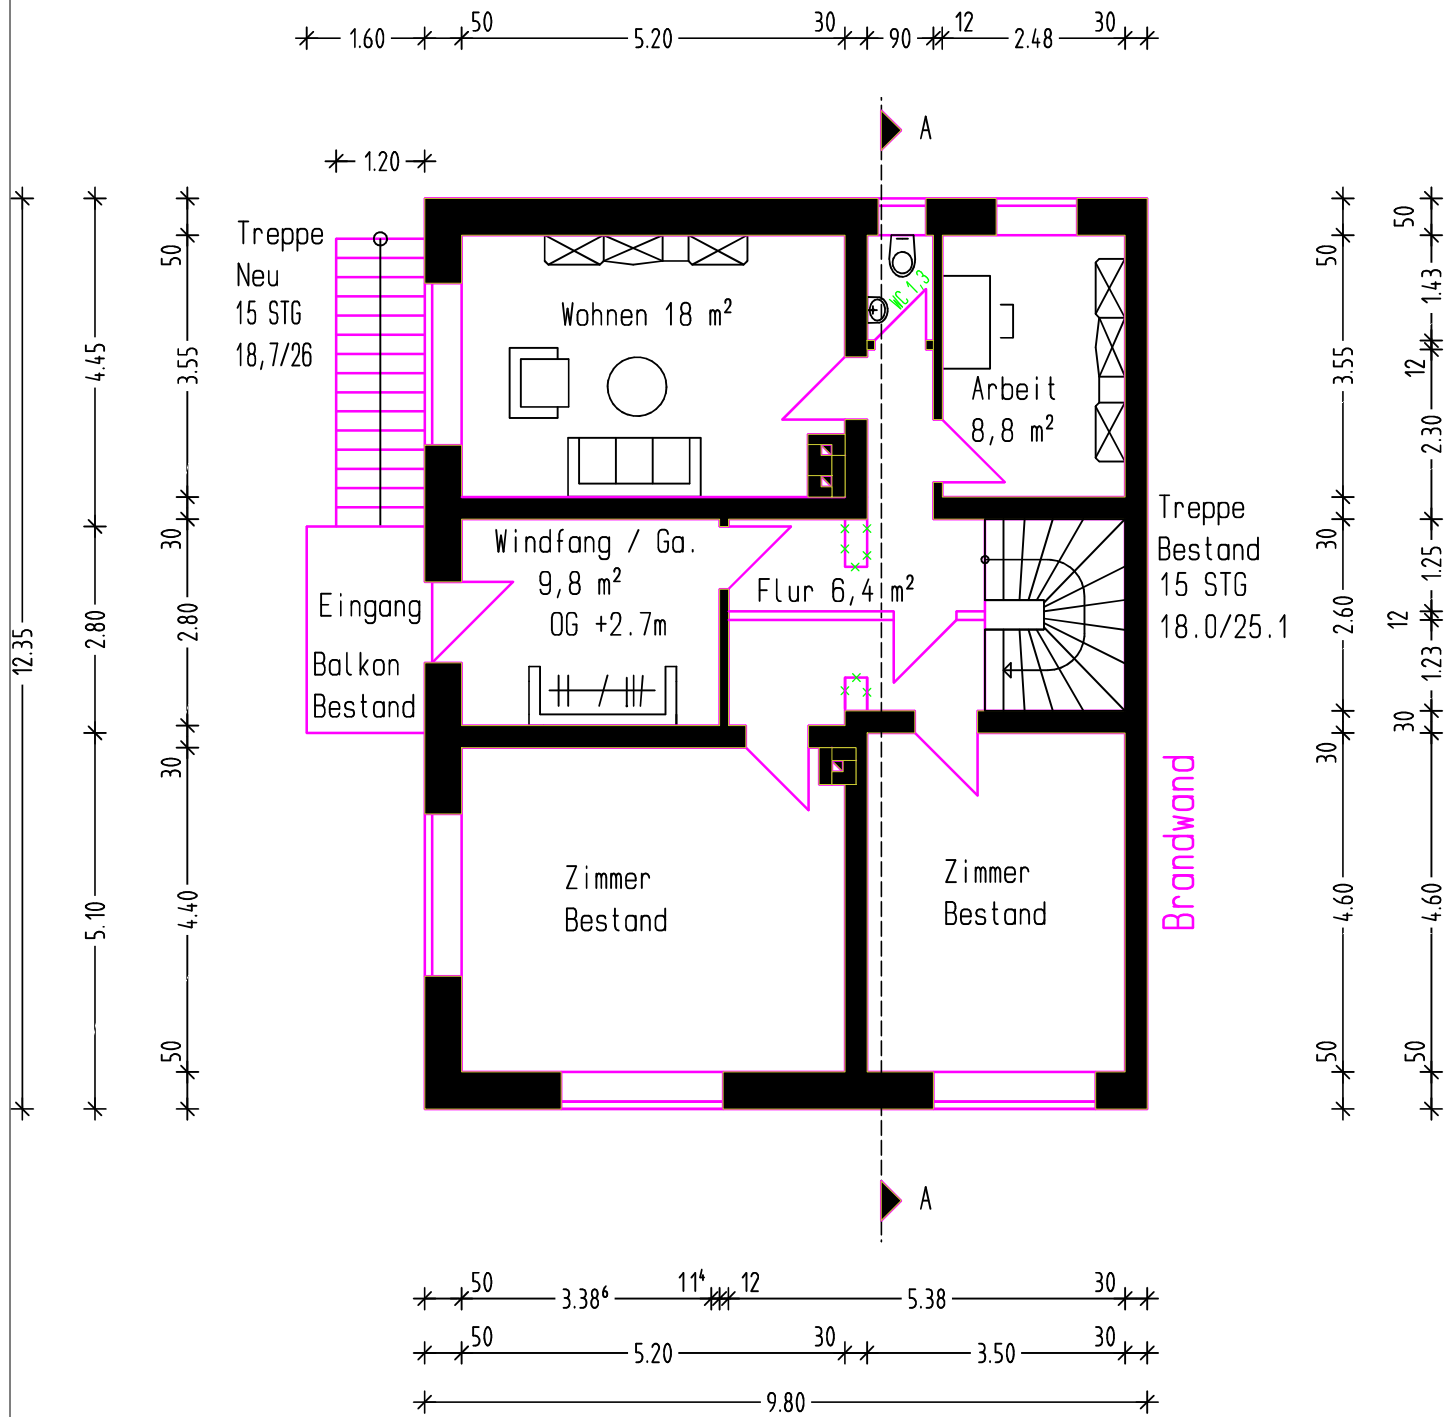 1.60
50
5.20
30
90
12
2.48
30
A
1.20
Treppe
Neu
15 STG
18,7/26
Wohnen 18 m²
WC 1,3
Arbeit
8,8 m²
Windfang / Ga.
9,8 m²
OG +2.7m
Flur 6,4 m²
Eingang
Balkon
Bestand
Treppe
Bestand
15 STG
18.0/25.1
Zimmer
Bestand
Zimmer
Bestand
Brandwand
12.35
4.45
2.80
5.10
50
3.55
30
2.80
30
4.40
50
50
3.55
30
2.60
30
4.60
50
50
1.43
12
2.30
1.25
12
1.23
30
4.60
50
A
50
3.38⁶
11⁴
12
5.38
30
50
5.20
30
3.50
30
9.80